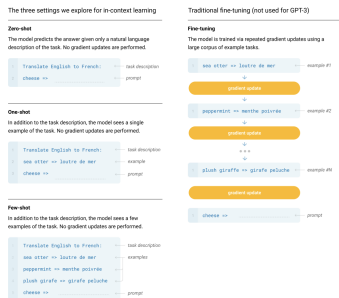 The three settings we explore for in-context learning
Zero-shot
The model predicts the answer given only a natural language
description of the task. No gradient updates are performed.
Translate English to French:
task description
cheese =>
prompt
One-shot
In addition to the task description, the model sees a single
example of the task. No gradient updates are performed.
Translate English to French:
task description
sea otter => loutre de mer
example
cheese =>
prompt
Few-shot
In addition to the task description, the model sees a few
examples of the task. No gradient updates are performed.
Translate English to French:
task description
sea otter => loutre de mer
examples
peppermint => menthe poivrée
plush girafe => girafe peluche
cheese =>
prompt
Traditional fine-tuning (not used for GPT-3)
Fine-tuning
The model is trained via repeated gradient updates using a
large corpus of example tasks.
sea otter => loutre de mer
example #1
gradient update
peppermint => menthe poivrée
example #2
gradient update
plush giraffe => girafe peluche
example #N
gradient update
cheese =>
prompt